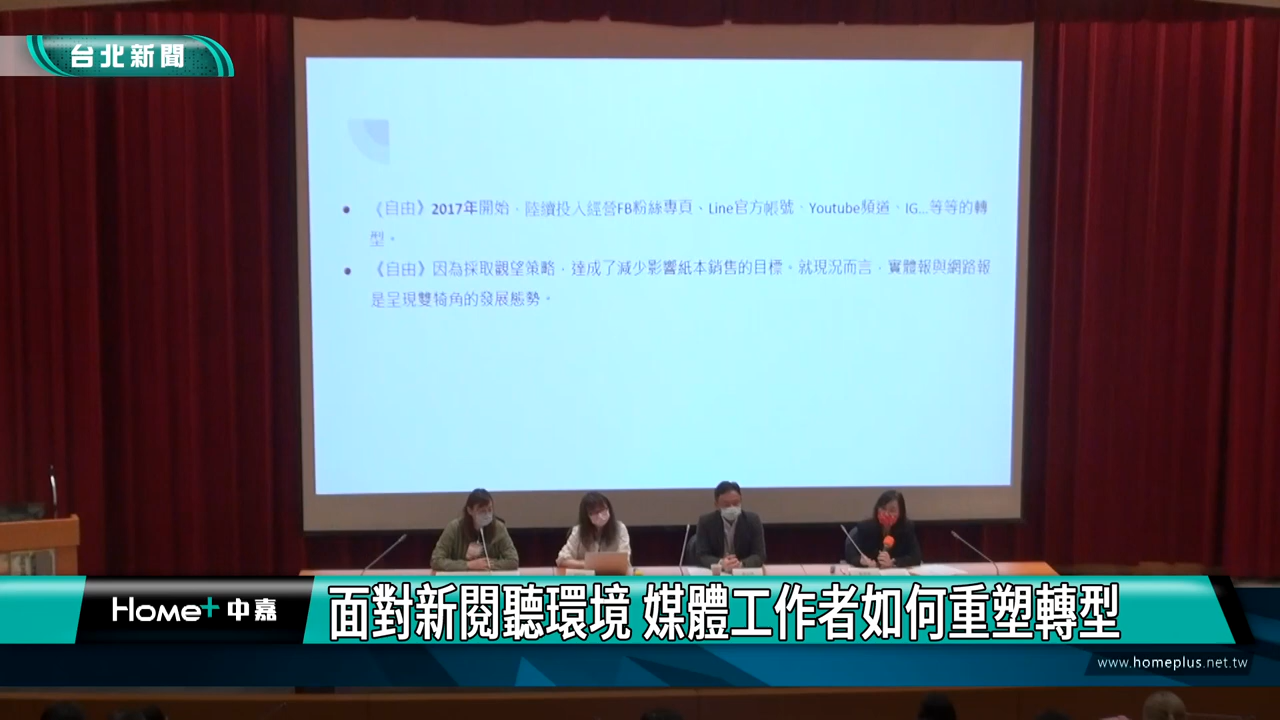 台北新聞
• 《自由》2017年開始，陸續投入經營FB粉絲專頁、Line官方帳號、Youtube頻道、IG...等等的轉
型。
• 《自由》因為採取觀望策略，達成了減少影響紙本銷售的目標。就現況而言，實體報與網路報
是呈現雙犄角的發展態勢。
Home+ 中嘉
面對新閱聽環境 媒體工作者如何重塑轉型
www.homeplus.net.tw